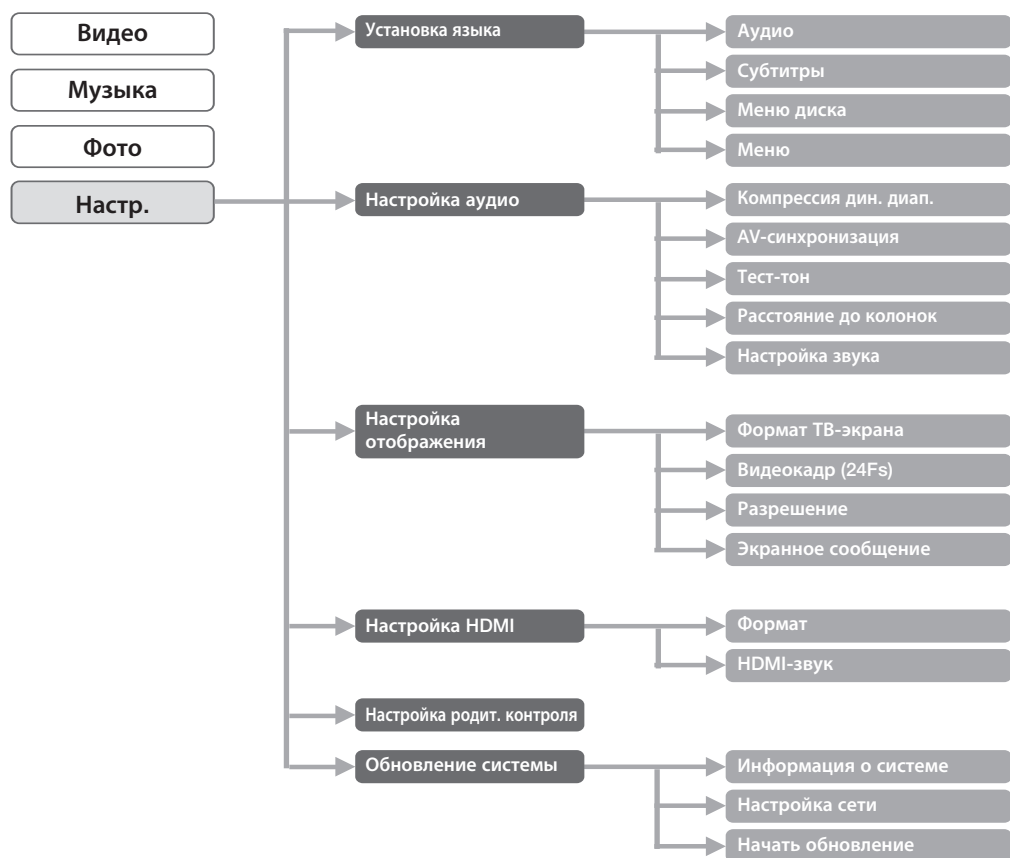 Видео
Музыка
Фото
Настр.
Установка языка
Аудио
Субтитры
Меню диска
Меню
Настройка аудио
Компрессия дин. диап.
AV-синхронизация
Тест-тон
Расстояние до колонок
Настройка звука
Настройка
отображения
Формат ТВ-экрана
Видеокадр (24Fs)
Разрешение
Экранное сообщение
Настройка HDMI
Формат
HDMI-звук
Настройка родит. контроля
Обновление системы
Информация о системе
Настройка сети
Начать обновление